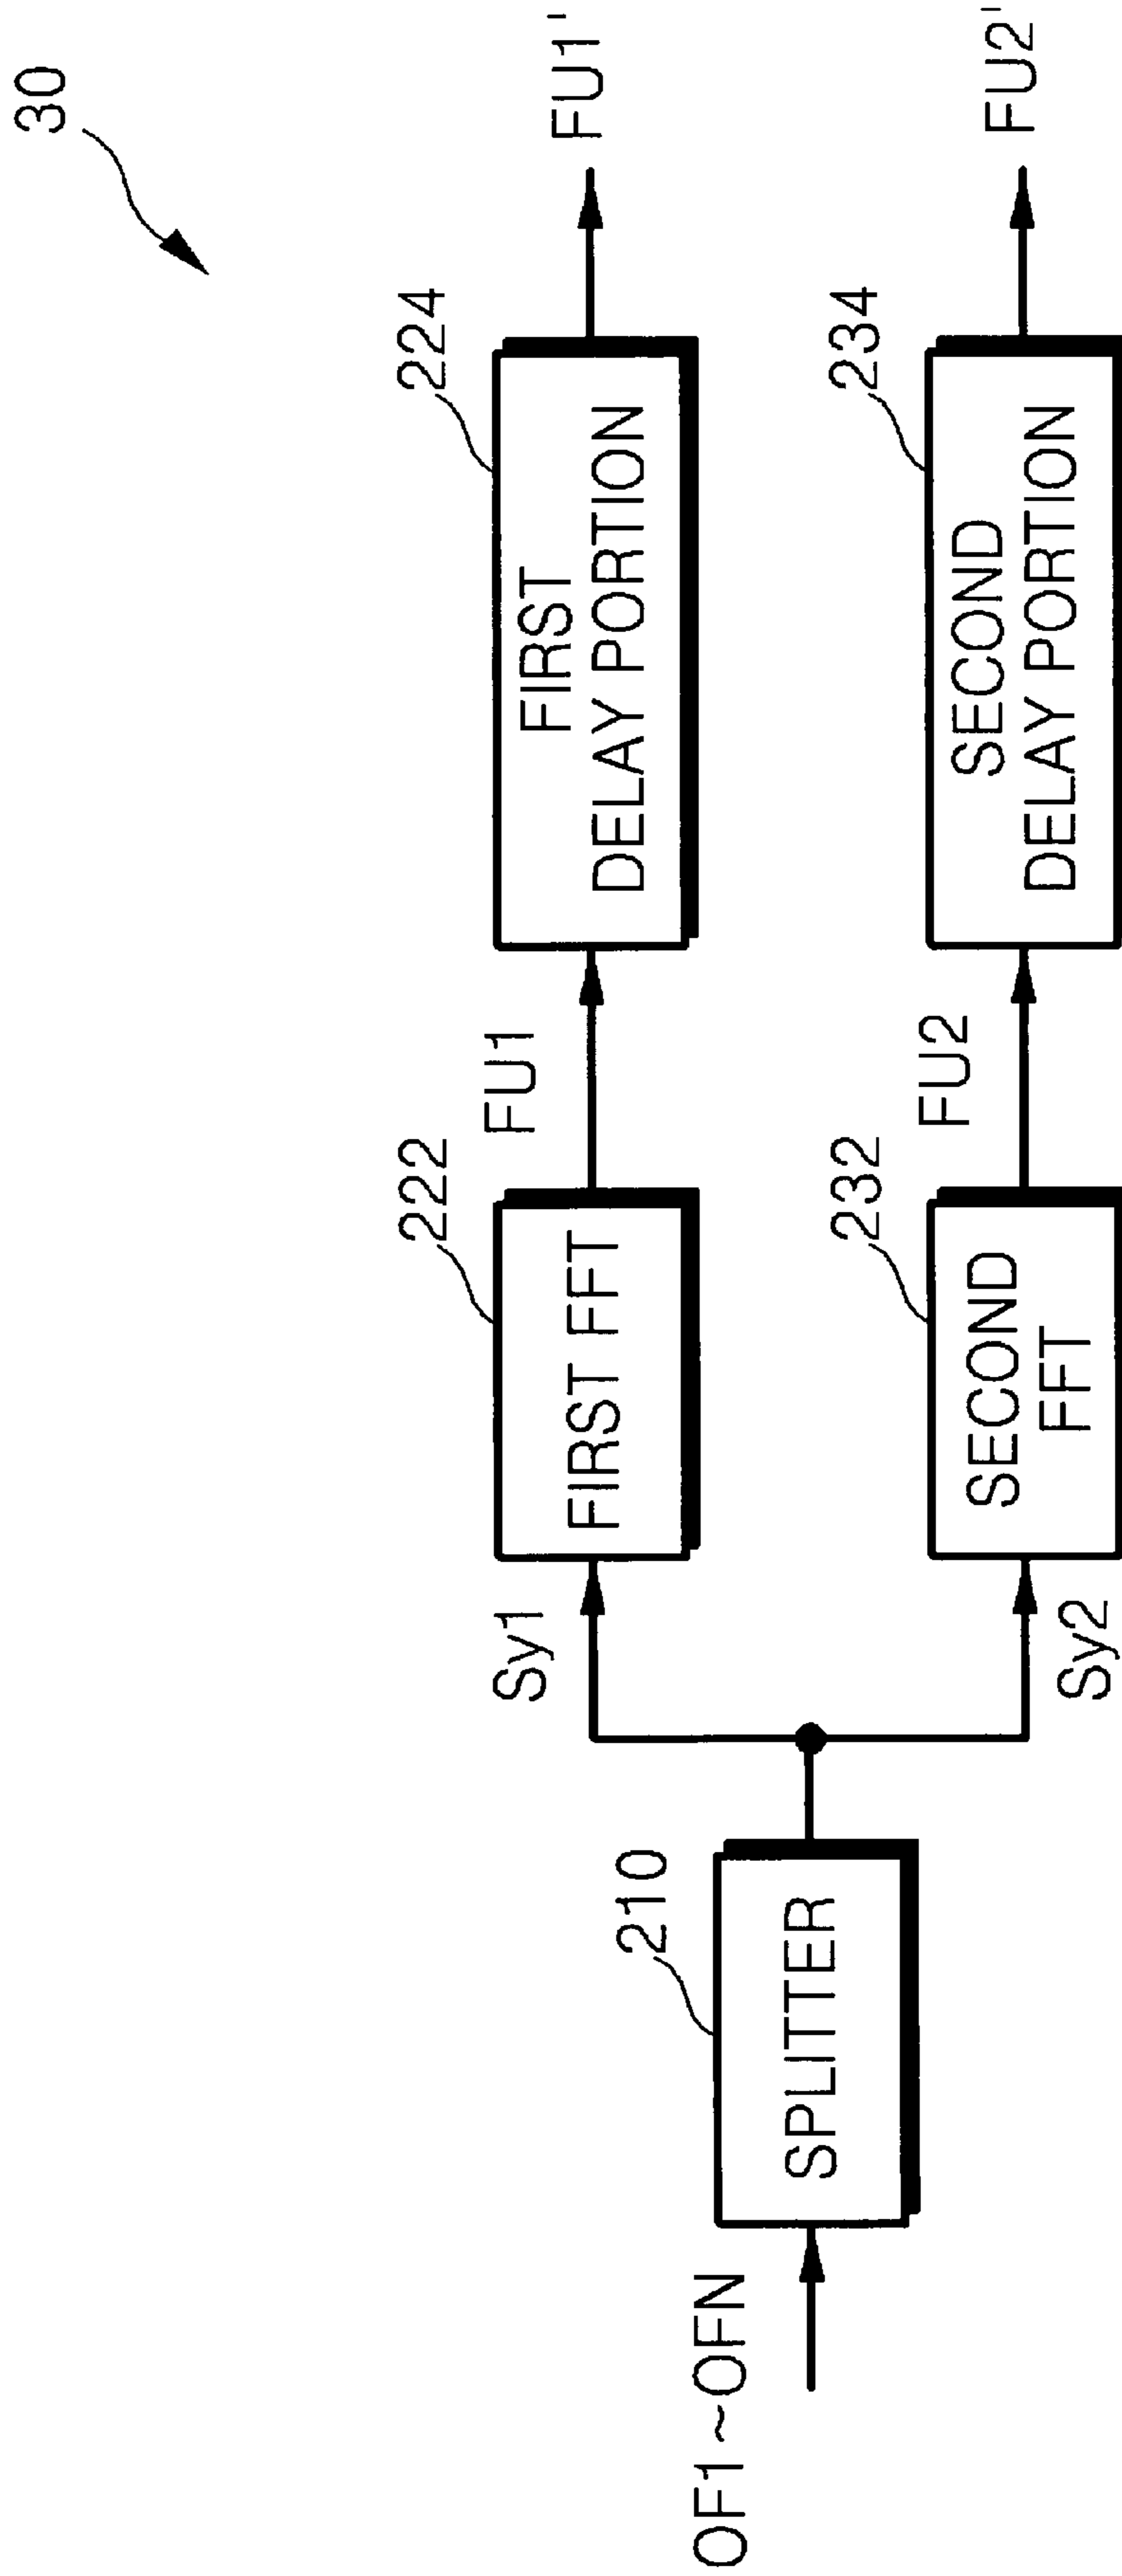 30
OF1~OFN
210
SPLITTER
Sy1
222
FIRST FFT
FU1
224
FIRST
DELAY PORTION
FU1'
Sy2
232
SECOND
FFT
FU2
234
SECOND
DELAY PORTION
FU2'